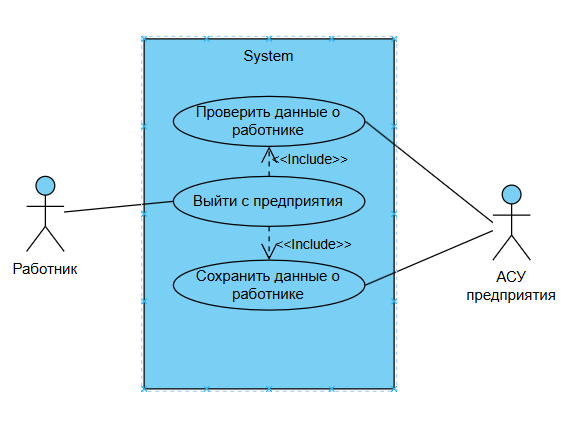 System
Проверить данные о
работнике
<<Include>>
Выйти с предприятия
<<Include>>
Сохранить данные о
работнике
Работник
АСУ
предприятия